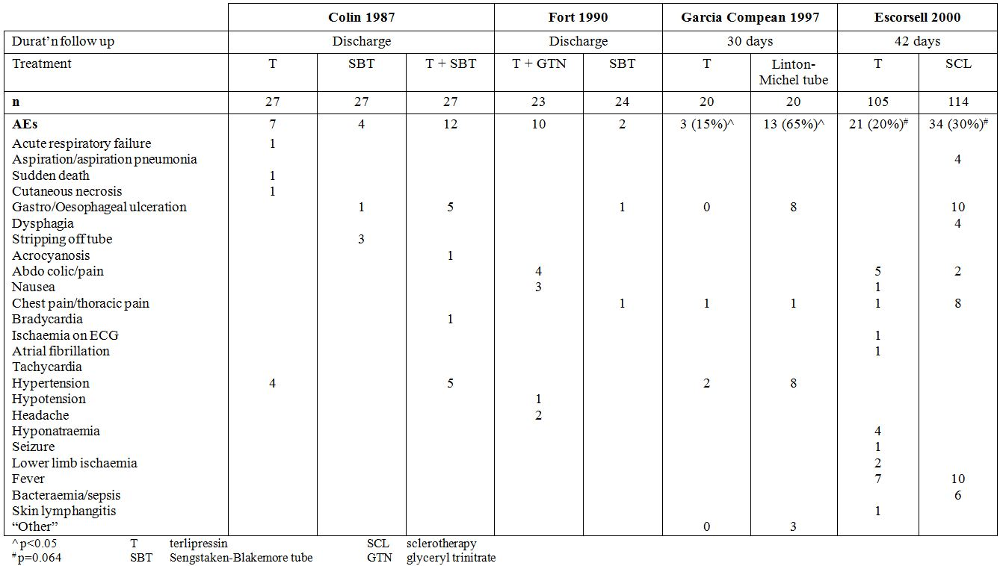 Colin 1987 Fort 1990 Garcia Compean 1997 Escorsell 2000
Durat’n follow up Discharge Discharge 30 days 42 days
Treatment T SBT T + SBT T + GTN SBT T Linton-Michel tube T SCL
n 27 27 27 23 24 20 20 105 114
AEs 7 4 12 10 2 3 (15%)^ 13 (65%)^ 21 (20%)# 34 (30%)#
Acute respiratory failure 1
Aspiration/aspiration pneumonia 4
Sudden death 1
Cutaneous necrosis 1
Gastro/Oesophageal ulceration 1 5 1 0 8 10
Dysphagia 4
Stripping off tube 3
Acrocyanosis 1
Abdo colic/pain 4 5 2
Nausea 3 1
Chest pain/thoracic pain 1 1 1 1 8
Bradycardia 1
Ischaemia on ECG 1
Atrial fibrillation 1
Tachycardia
Hypertension 4 5 2 8
Hypotension 1
Headache 2
Hyponatraemia 4
Seizure 1
Lower limb ischaemia 2
Fever 7 10
Bacteraemia/sepsis 6
Skin lymphangitis 1
“Other” 0 3
^ p<0.05 T terlipressin SCL sclerotherapy
# p=0.064 SBT Sengstaken-Blakemore tube GTN glyceryl trinitrate